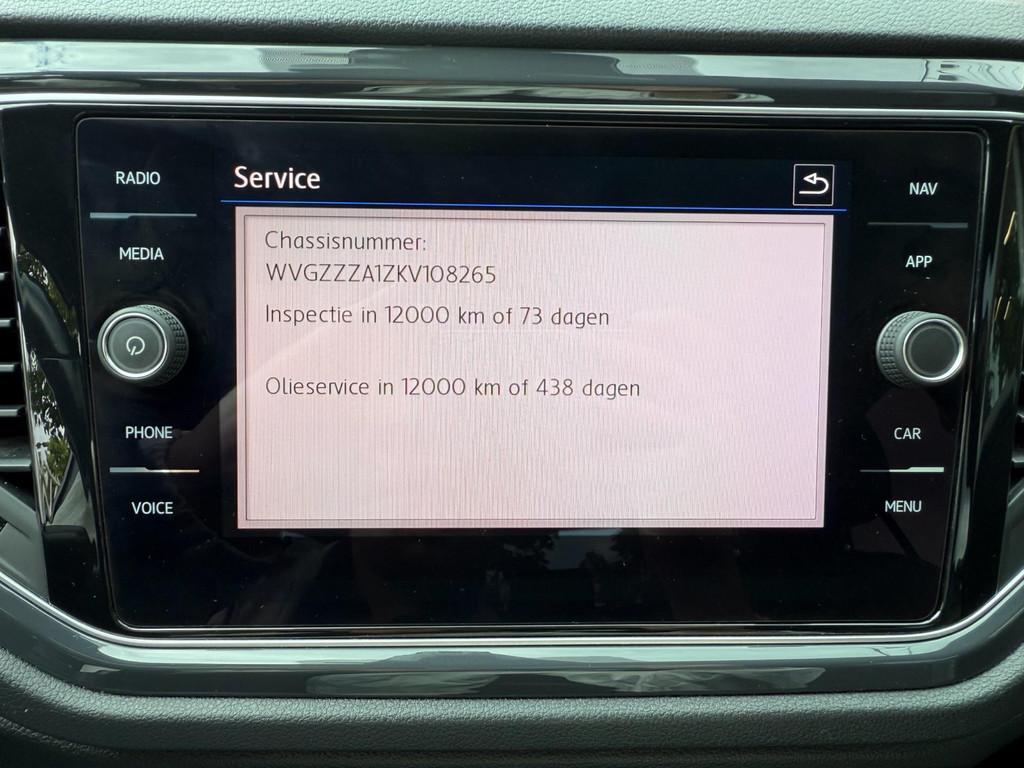 RADIO
MEDIA
PHONE
VOICE
Service
Chassisnummer:
WVGZZZA1ZKV108265
Inspectie in 12000 km of 73 dagen
Olieservice in 12000 km of 438 dagen
NAV
APP
CAR
MENU